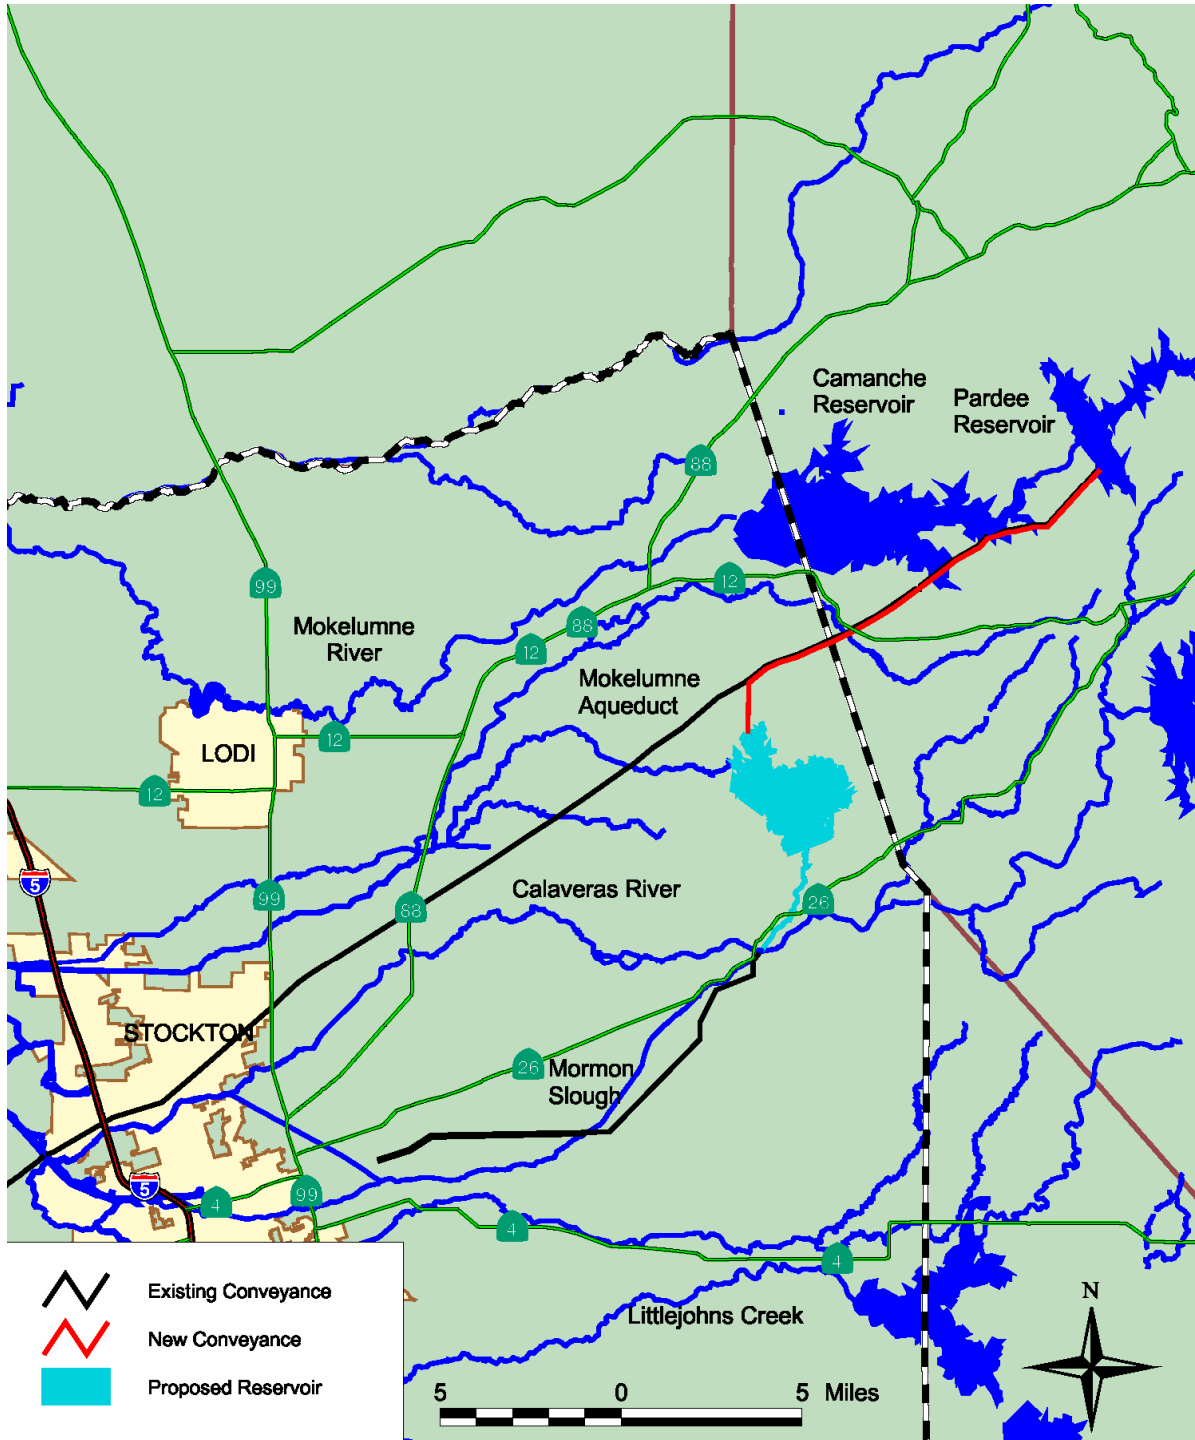 Camanche
Reservoir
Pardee
Reservoir
88
99
12
88
12
Mokelumne
River
Mokelumne
Aqueduct
12
LODI
12
5
99
88
Calaveras River
26
STOCKTON
26
Mormon
Slough
5
4
99
4
4
Littlejohns Creek
N
Existing Conveyance
New Conveyance
Proposed Reservoir
5 0 5 Miles